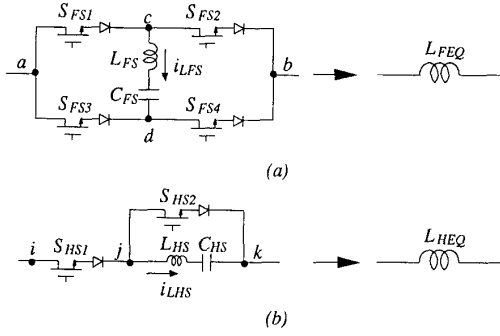 S_FS1 c S_FS2
L_FS i_LFS
a b L_FEQ
C_FS
S_FS3 S_FS4
d
(a)
S_HS2
i S_HS1 j L_HS C_HS k L_HEQ
i_LHS
(b)